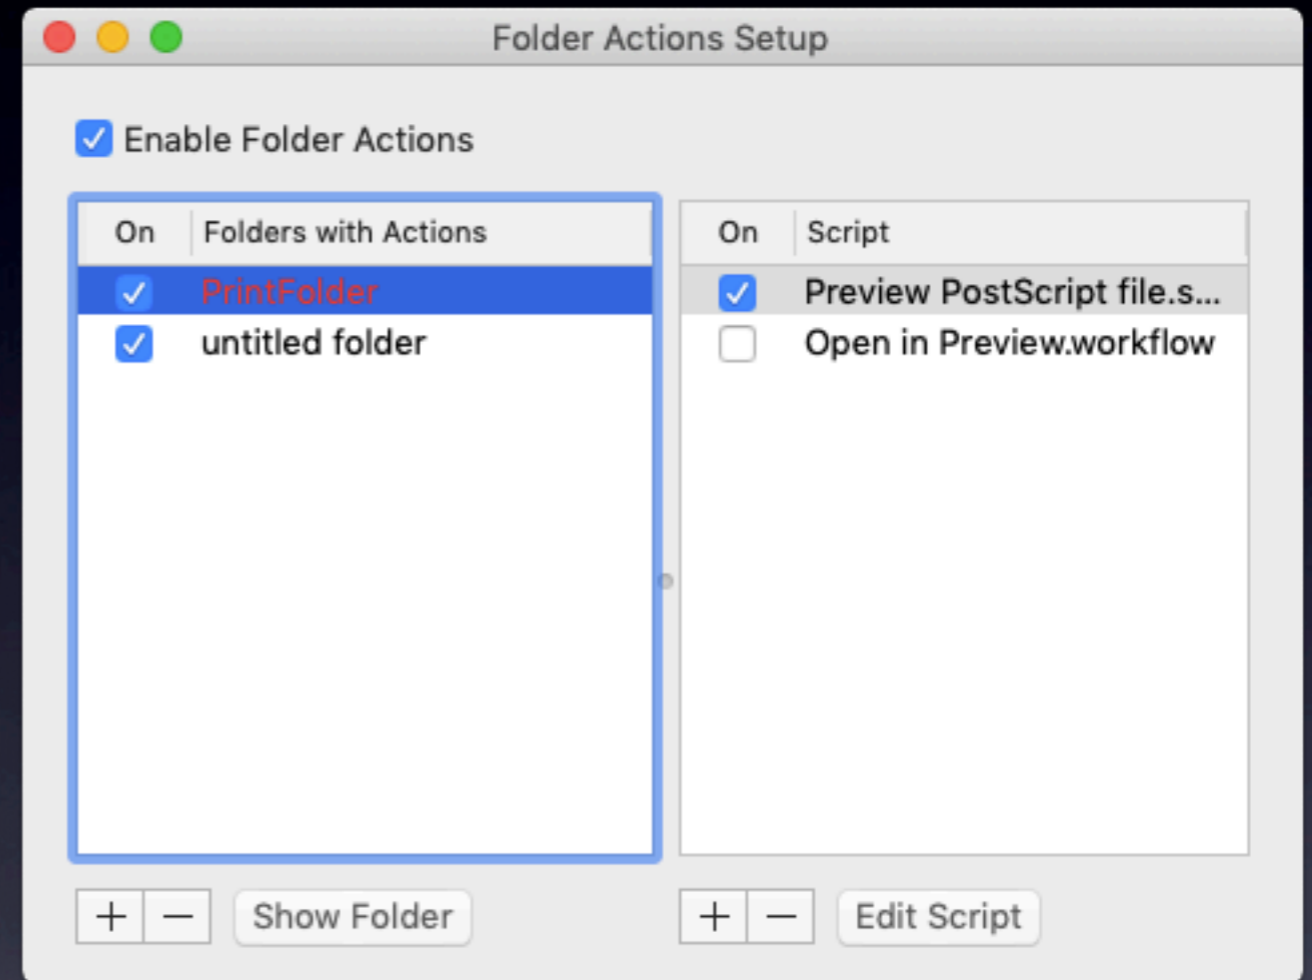 Folder Actions Setup
Enable Folder Actions
On Folders with Actions
PrintFolder
untitled folder
On Script
Preview PostScript file.s...
Open in Preview.workflow
+ − Show Folder
+ − Edit Script